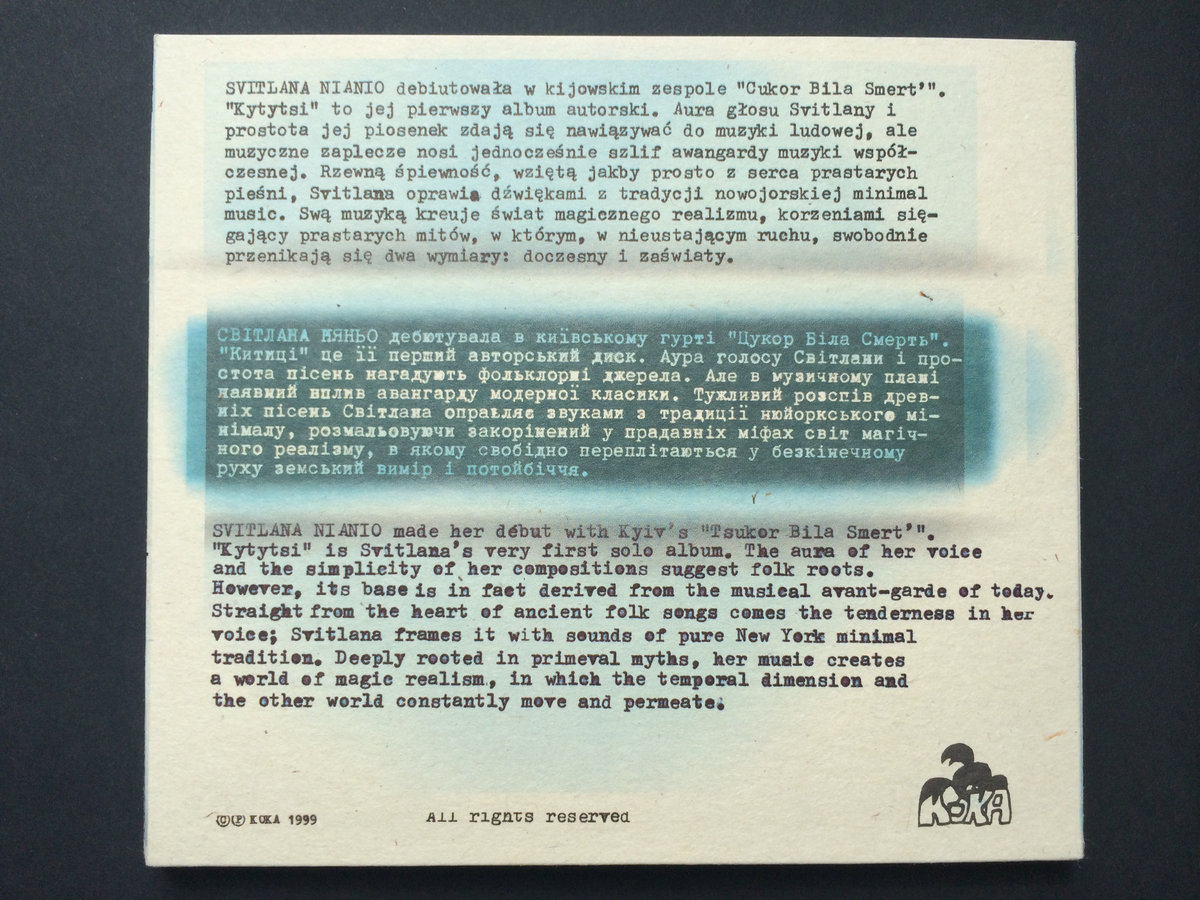 SVITLANA NIANIO debiutowała w kijowskim zespole "Cukor Bila Smert'".
"Kytytsi" to jej pierwszy album autorski. Aura głosu Svitlany i
prostota jej piosenek zdają się nawiązywać do muzyki ludowej, ale
muzyczne zaplecze nosi jednocześnie szlif awangardy muzyki współ-
czesnej. Rzewną śpiewność, wziętą jakby prosto z serca prastarych
pieśni, Svitlana oprawia dźwiękami z tradycji nowojorskiej minimal
music. Swą muzyką kreuje świat magicznego realizmu, korzeniami się-
gający prastarych mitów, w którym, w nieustającym ruchu, swobodnie
przenikają się dwa wymiary: doczesny i zaświaty.
СВІТЛАНА НЯНЬО дебютувала в київському гурті "Цукор Біла Смерть".
"Китиці" це її перший авторський диск. Аура голосу Світлани і про-
стота пісень нагадують фольклорні джерела. Але в музичному плані
наявний вплив авангарду модерної класики. Тужливий розспів древ-
ніх пісень Світлана оправляє звуками з традиції нюйоркського мі-
німалу, розмальовуючи закорінений у прадавніх міфах світ магіч-
ного реалізму, в якому свобідно переплітаються у безкінечному
руху земський вимір і потойбіччя.
SVITLANA NIANIO made her début with Kyiv's "Tsukor Bila Smert'".
"Kytytsi" is Svitlana's very first solo album. The aura of her voice
and the simplicity of her compositions suggest folk roots.
However, its base is in fact derived from the musical avant-garde of today.
Straight from the heart of ancient folk songs comes the tenderness in her
voice; Svitlana frames it with sounds of pure New York minimal
tradition. Deeply rooted in primeval myths, her music creates
a world of magic realism, in which the temporal dimension and
the other world constantly move and permeate.
©℗ KOKA 1999
All rights reserved
KOKA